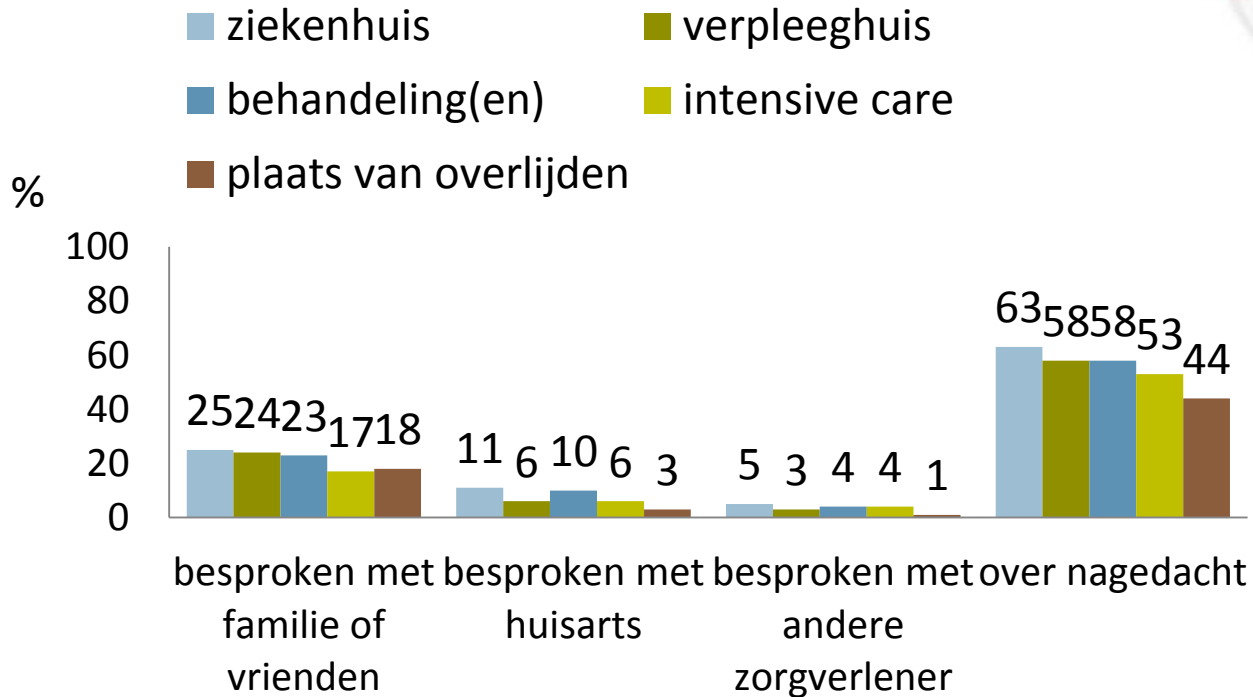 ziekenhuis
verpleeghuis
behandeling(en)
intensive care
plaats van overlijden
%
100
80
60
40
20
0
25 24 23 17 18
11 6 10 6 3
5 3 4 4 1
63 58 58 53 44
besproken met
familie of
vrienden
besproken met
huisarts
besproken met
andere
zorgverlener
over nagedacht